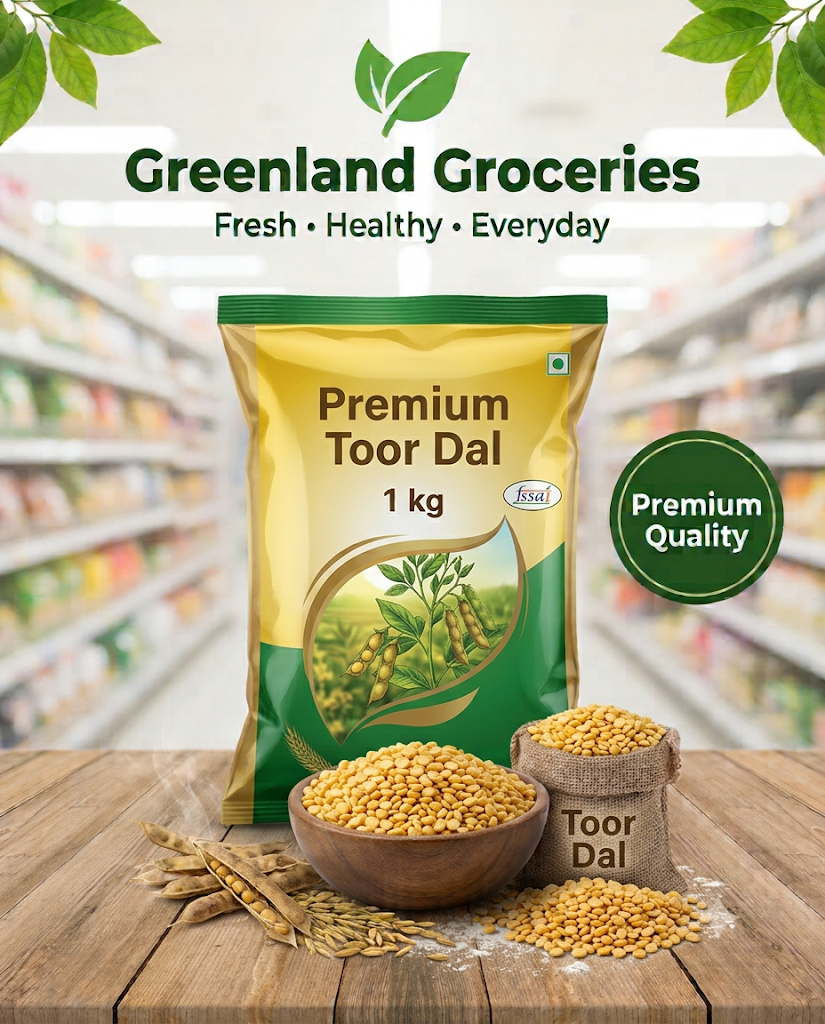 Greenland Groceries
Fresh • Healthy • Everyday
Premium
Toor Dal
1 kg
fssai
Premium
Quality
Toor
Dal